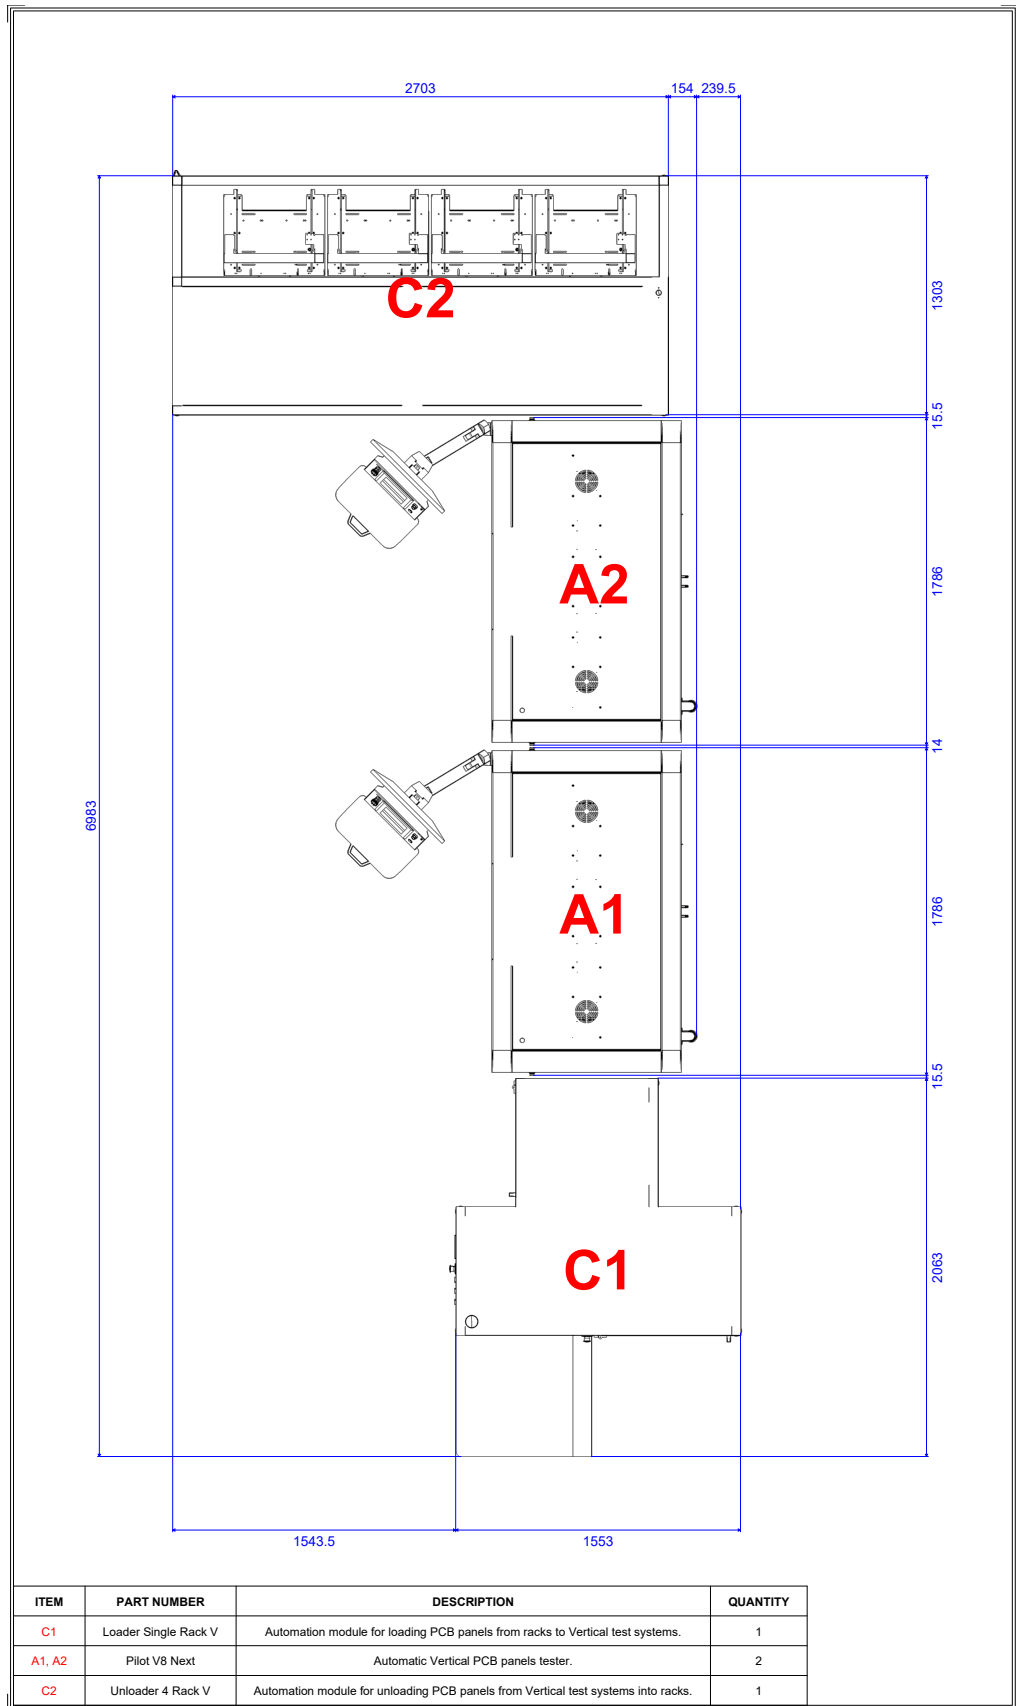 2703 154 239.5
C2
1303
15.5
A2
1786
14
6983
A1
1786
15.5
C1
2063
1543.5 1553
ITEM PART NUMBER DESCRIPTION QUANTITY
C1 Loader Single Rack V Automation module for loading PCB panels from racks to Vertical test systems. 1
A1, A2 Pilot V8 Next Automatic Vertical PCB panels tester. 2
C2 Unloader 4 Rack V Automation module for unloading PCB panels from Vertical test systems into racks. 1